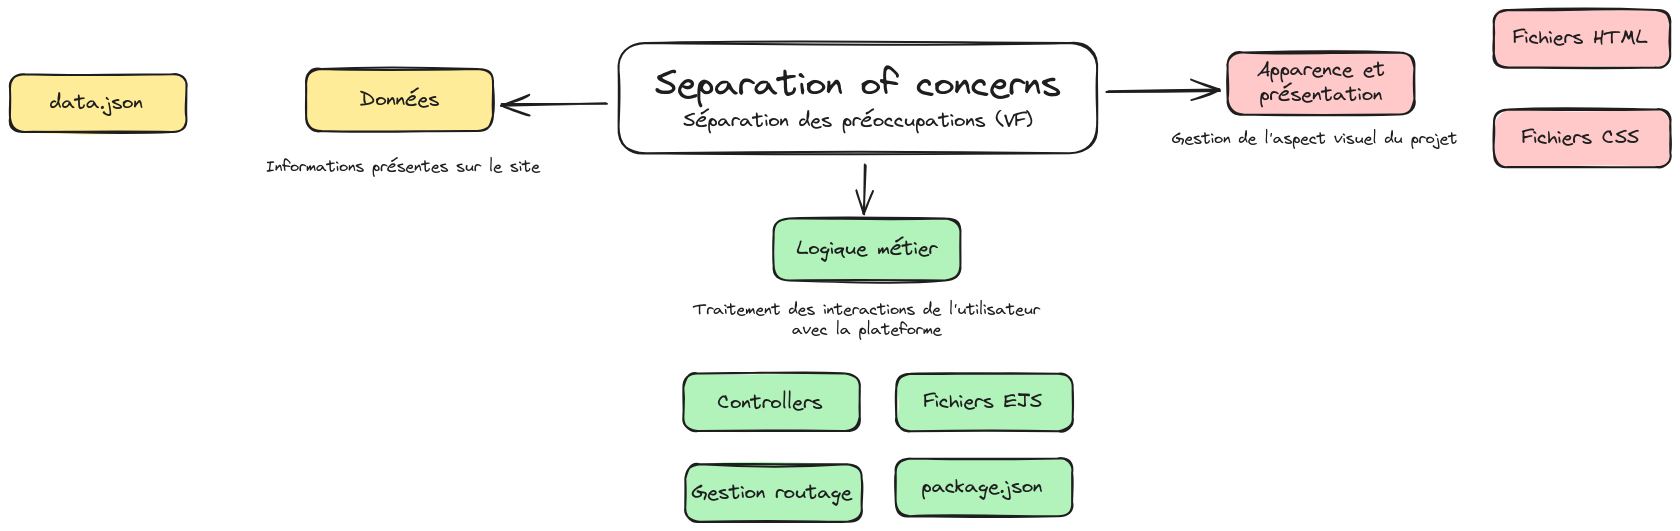 Separation of concerns
Séparation des préoccupations (VF)
data.json
Données
Informations présentes sur le site
Apparence et
présentation
Gestion de l'aspect visuel du projet
Fichiers HTML
Fichiers CSS
Logique métier
Traitement des interactions de l'utilisateur
avec la plateforme
Controllers
Fichiers EJS
Gestion routage
package.json